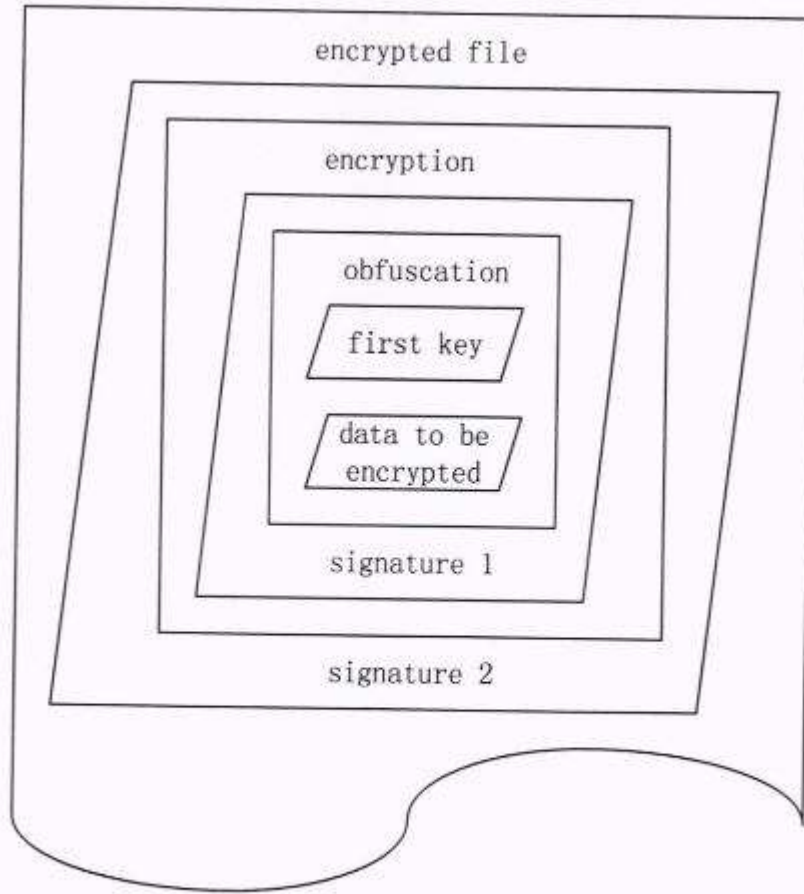 encrypted file
encryption
obfuscation
first key
data to be
encrypted
signature 1
signature 2